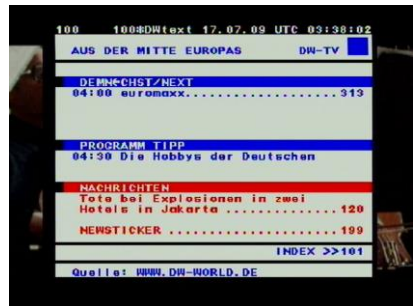 100 100*DWtext 17.07.09 UTC 03:38:02
AUS DER MITTE EUROPAS DW-TV
DEMN←CHST/NEXT
04:00 euromaxx...................313
PROGRAMM TIPP
04:30 Die Hobbys der Deutschen
NACHRICHTEN
Tote bei Explosionen in zwei
Hotels in Jakarta ..............120
NEWSTICKER .....................199
INDEX >>101
Quelle: WWW.DW-WORLD.DE